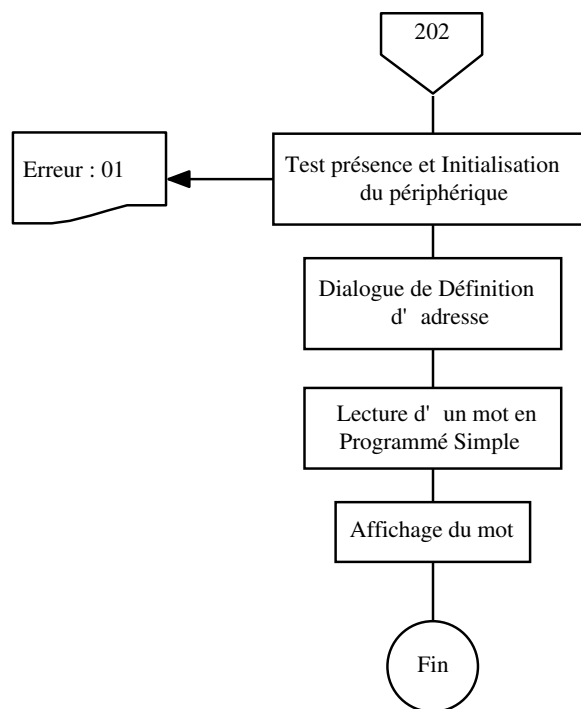 202
Erreur : 01
Test présence et Initialisation
du périphérique
Dialogue de Définition
d' adresse
Lecture d' un mot en
Programmé Simple
Affichage du mot
Fin